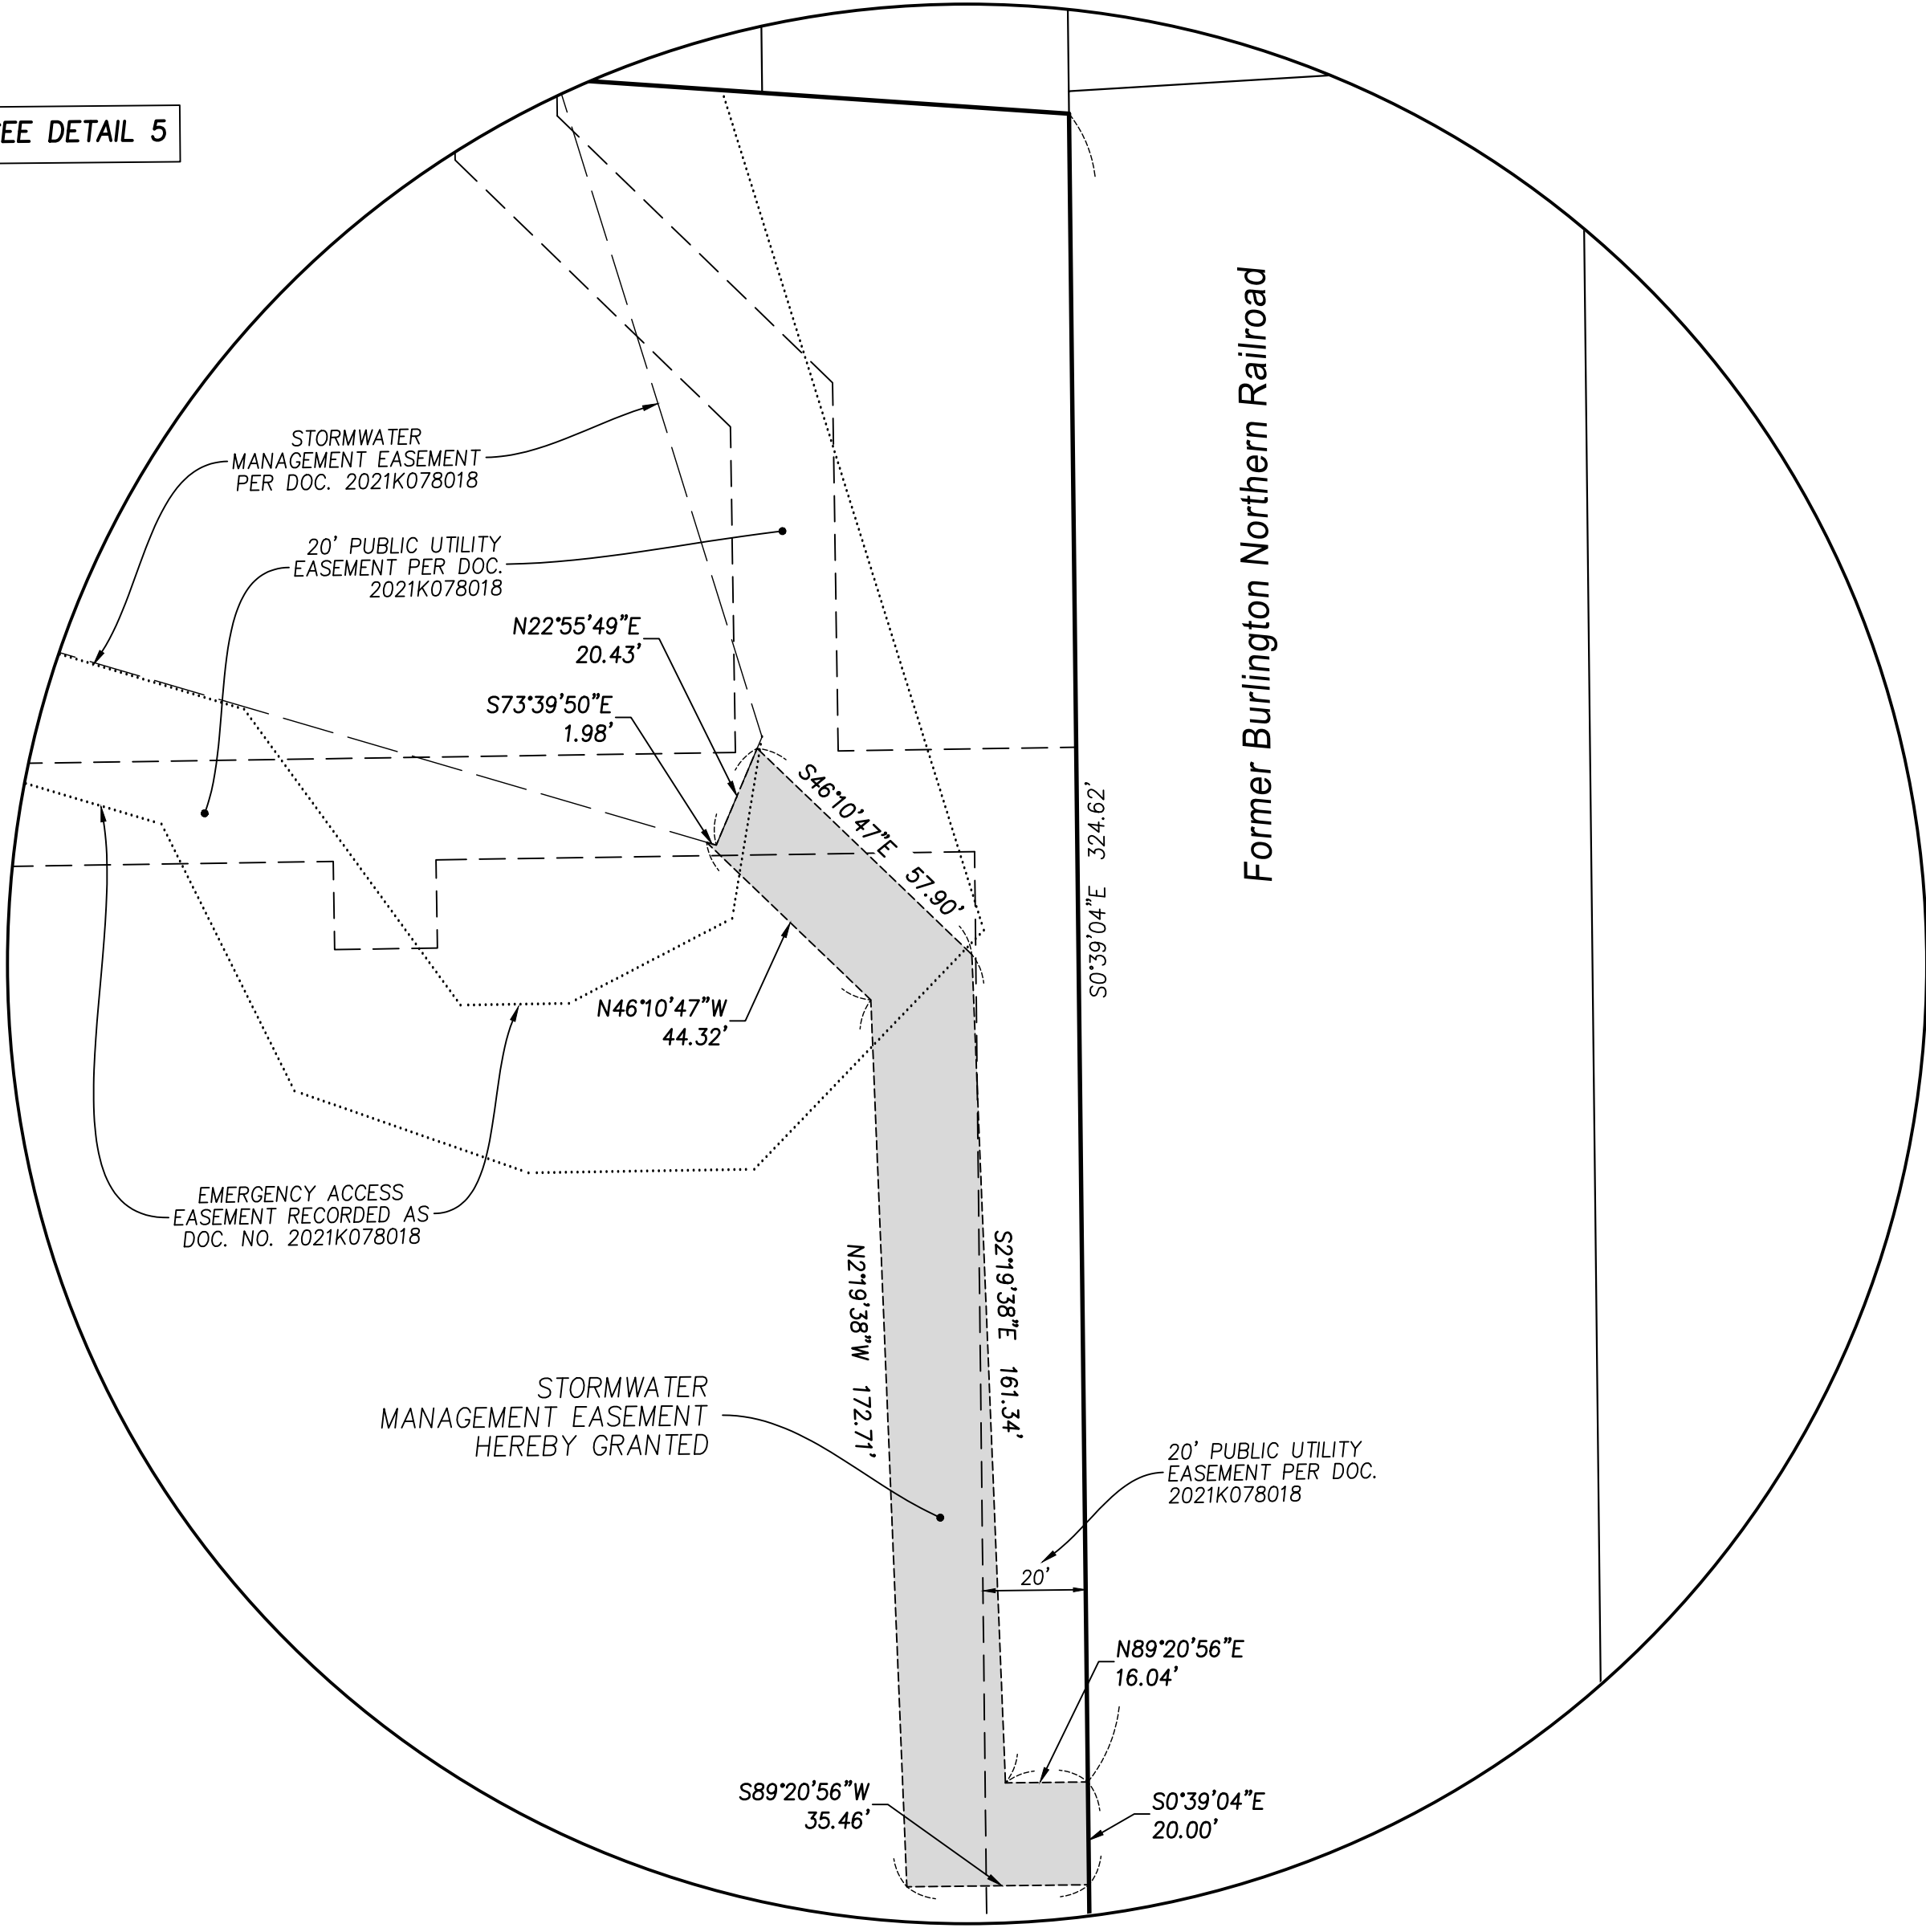 EE DETAIL 5
Former Burlington Northern Railroad
STORMWATER
MANAGEMENT EASEMENT
PER DOC. 2021K078018
20' PUBLIC UTILITY
EASEMENT PER DOC.
2021K078018
N22°55'49"E
20.43'
S73°39'50"E
1.98'
S46°10'47"E 57.90'
S0°39'04"E 324.62'
N46°10'47"W
44.32'
EMERGENCY ACCESS
EASEMENT RECORDED AS
DOC. NO. 2021K078018
N2°19'38"W 172.71'
S2°19'38"E 161.34'
STORMWATER
MANAGEMENT EASEMENT
HEREBY GRANTED
20' PUBLIC UTILITY
EASEMENT PER DOC.
2021K078018
20'
N89°20'56"E
16.04'
S89°20'56"W
35.46'
S0°39'04"E
20.00'